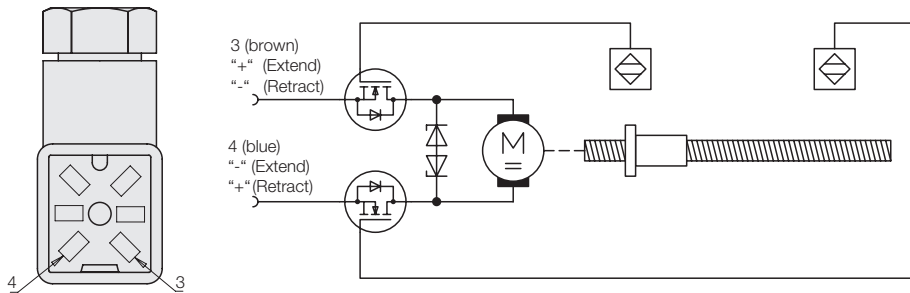 3 (brown)
“+“ (Extend)
“-“ (Retract)
4 (blue)
“-“ (Extend)
“+“ (Retract)
M
4
3